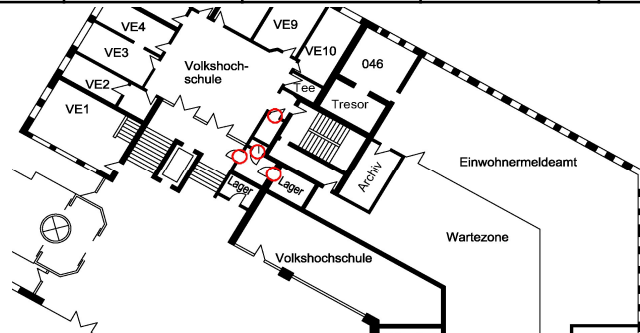 VE4
VE9
VE3
VE10
Volkshoch-
schule
046
VE2
Tee
VE1
Tresor
Einwohnermeldeamt
Archiv
Lager
Lager
Wartezone
Volkshochschule